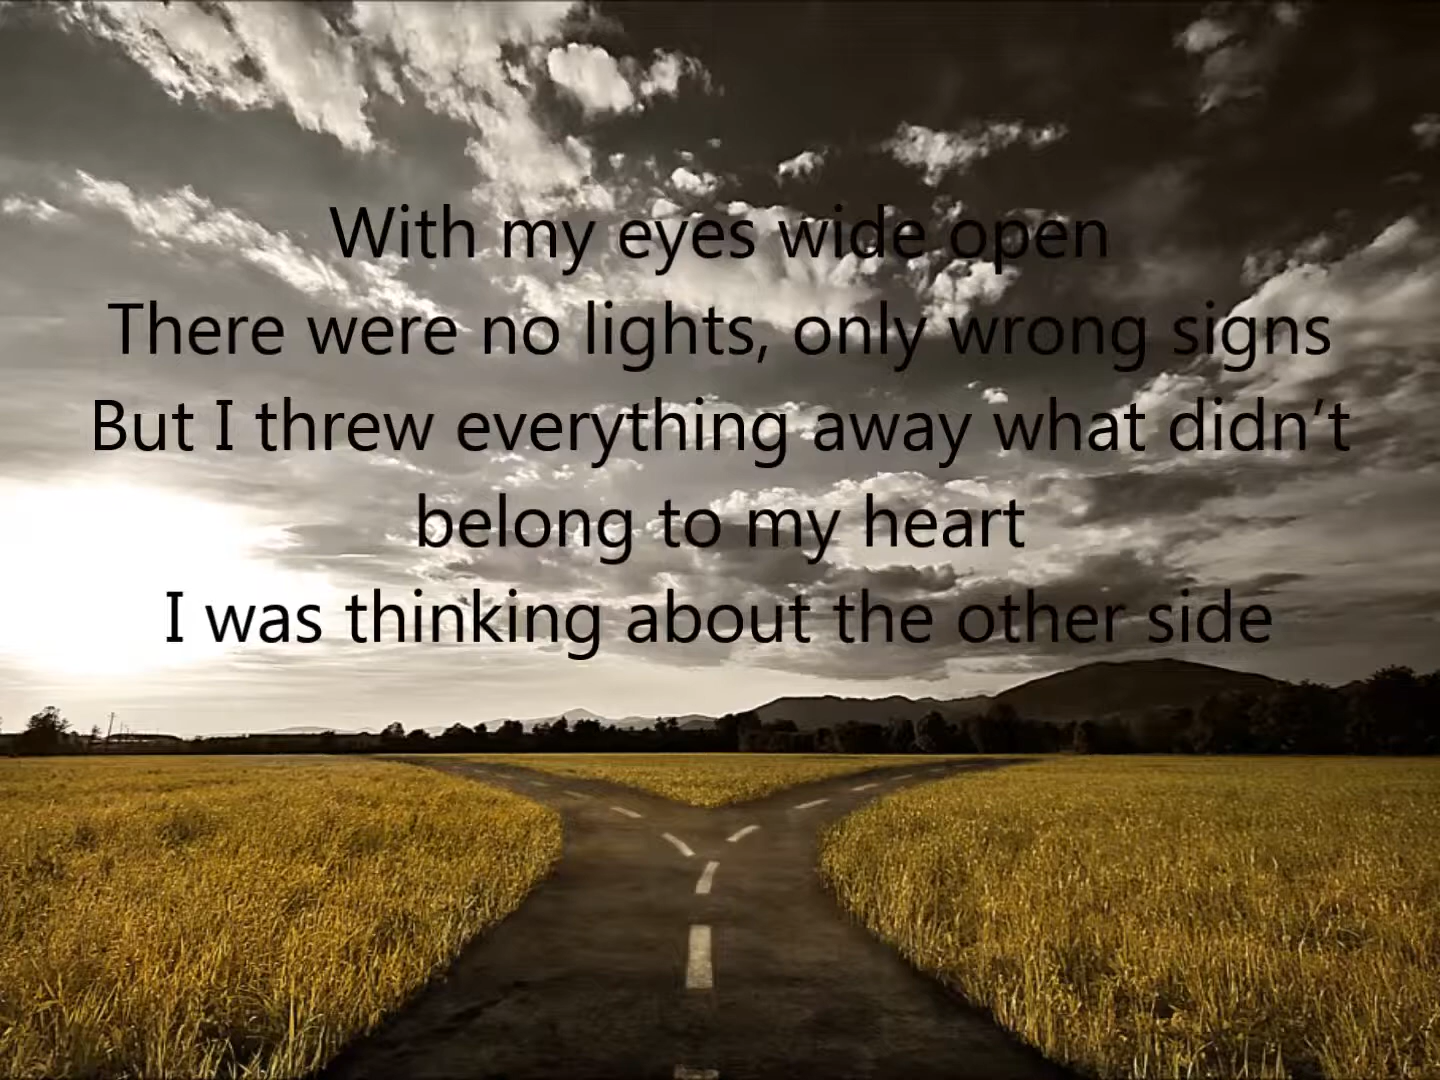 With my eyes wide open
There were no lights, only wrong signs
But I threw everything away what didn’t
belong to my heart
I was thinking about the other side